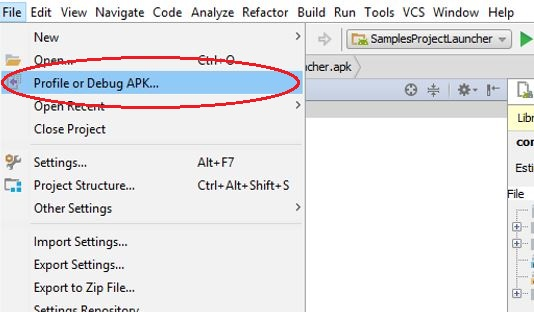 File Edit View Navigate Code Analyze Refactor Build Run Tools VCS Window Help
New
SamplesProjectLauncher
Open... Ctrl+O
ncher.apk
Profile or Debug APK...
Open Recent
Close Project
Settings... Alt+F7
Project Structure... Ctrl+Alt+Shift+S
Other Settings
Import Settings...
Export Settings...
Export to Zip File...
Settings Repository
Libr
con
Esti
File